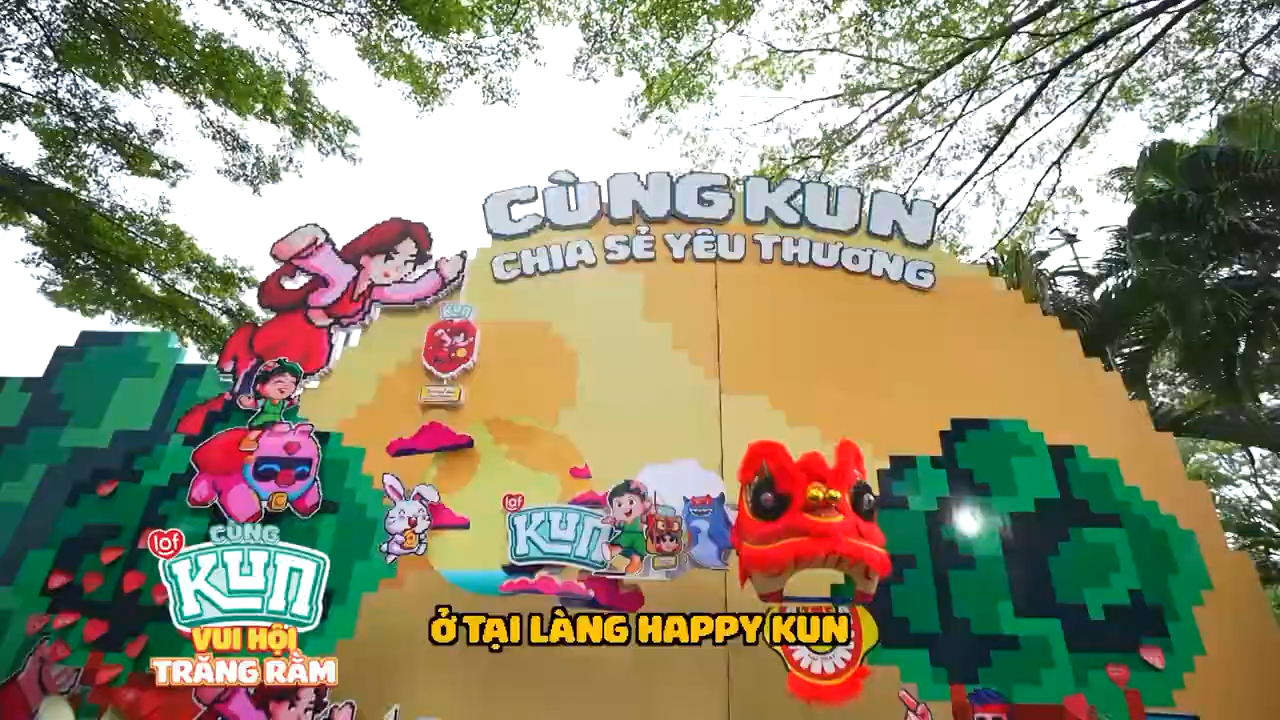 CÙNG KUN
CHIA SẺ YÊU THƯƠNG
KUN
lof
KUN
lof
CÙNG
KUN
VUI HỘI
TRĂNG RẰM
Ở TẠI LÀNG HAPPY KUN